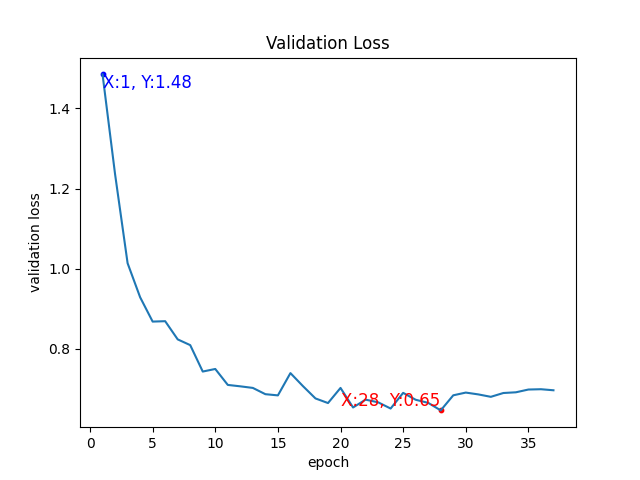 Validation Loss
X:1, Y:1.48
1.4
1.2
1.0
0.8
validation loss
X:28, Y:0.65
0 5 10 15 20 25 30 35
epoch